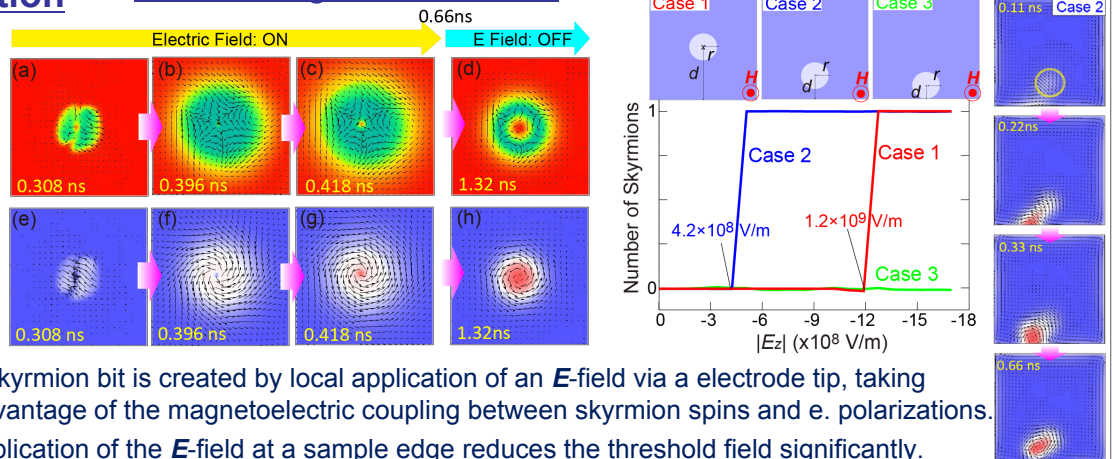 0.66ns
Electric Field: ON
E Field: OFF
(a)
(b)
(c)
(d)
0.308 ns
0.396 ns
0.418 ns
1.32 ns
(e)
(f)
(g)
(h)
0.308 ns
0.396 ns
0.418 ns
1.32ns
Case 1
Case 2
Case 3
r
d
H
r
d
H
r
d
H
Number of Skyrmions
1
0
Case 2
Case 1
4.2×10⁸ V/m
1.2×10⁹ V/m
Case 3
0 -3 -6 -9 -12 -15 -18
|Ez| (x10⁸ V/m)
0.11 ns
Case 2
0.22ns
0.33 ns
0.66 ns
kyrmion bit is created by local application of an E-field via a electrode tip, taking
vantage of the magnetoelectric coupling between skyrmion spins and e. polarizations.
plication of the E-field at a sample edge reduces the threshold field significantly.